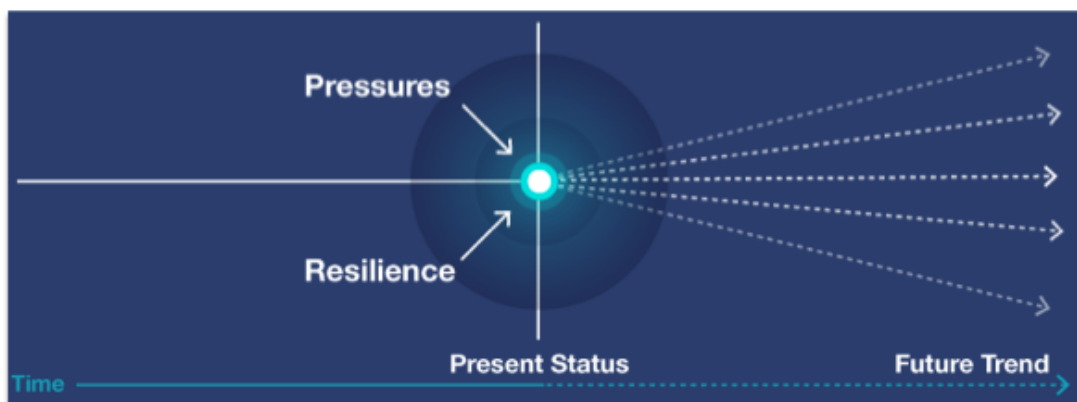 Pressures
Resilience
Present Status
Future Trend
Time